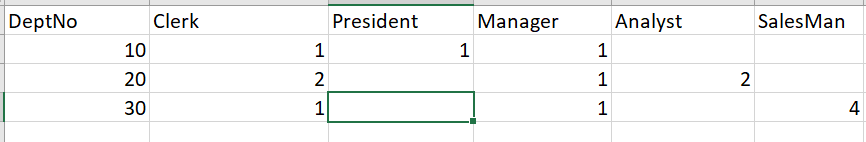 DeptNo Clerk President Manager Analyst SalesMan
10 1 1 1
20 2 1 2
30 1 1 4